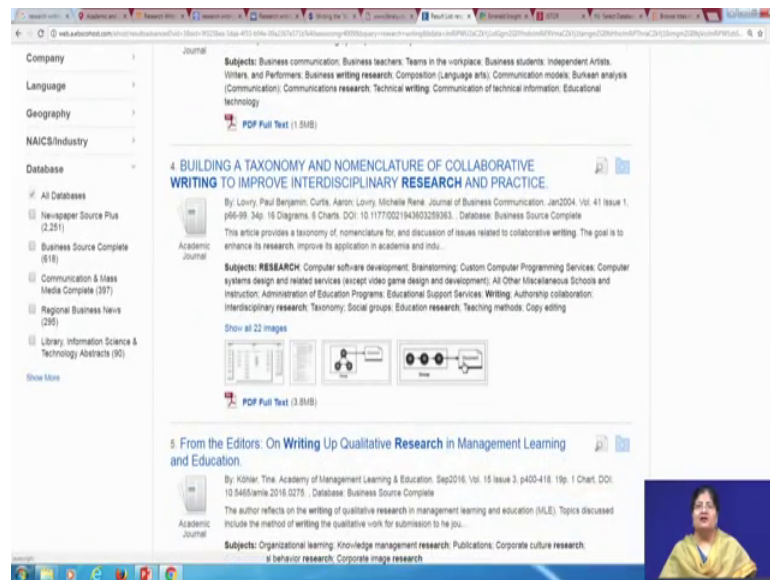 web.a.ebscohost.com
Company
Language
Geography
NAICS/Industry
Database
All Databases
Newspaper Source Plus
(2,251)
Business Source Complete
(618)
Communication & Mass
Media Complete (397)
Regional Business News
(295)
Library, Information Science &
Technology Abstracts (90)
Show More
Subjects: Business communication; Business teachers; Teams in the workplace; Business students; Independent Artists,
Writers, and Performers; Business writing research; Composition (Language arts); Communication models; Burkean analysis
(Communication); Communications research; Technical writing; Communication of technical information; Educational
technology
PDF Full Text (1.5MB)
4. BUILDING A TAXONOMY AND NOMENCLATURE OF COLLABORATIVE
WRITING TO IMPROVE INTERDISCIPLINARY RESEARCH AND PRACTICE.
By: Lowry, Paul Benjamin; Curtis, Aaron; Lowry, Michelle René. Journal of Business Communication. Jan2004, Vol. 41 Issue 1,
p66-99. 34p. 16 Diagrams, 6 Charts. DOI: 10.1177/0021943603259363. , Database: Business Source Complete
Academic
Journal
This article provides a taxonomy of, nomenclature for, and discussion of issues related to collaborative writing. The goal is to
enhance its research, improve its application in academia and indu...
Subjects: RESEARCH; Computer software development; Brainstorming; Custom Computer Programming Services; Computer
systems design and related services (except video game design and development); All Other Miscellaneous Schools and
Instruction; Administration of Education Programs; Educational Support Services; Writing; Authorship collaboration;
Interdisciplinary research; Taxonomy; Social groups; Education research; Teaching methods; Copy editing
Show all 22 images
PDF Full Text (3.8MB)
5. From the Editors: On Writing Up Qualitative Research in Management Learning
and Education.
By: Köhler, Tine. Academy of Management Learning & Education. Sep2016, Vol. 15 Issue 3, p400-418. 19p. 1 Chart. DOI:
10.5465/amle.2016.0275. , Database: Business Source Complete
Academic
Journal
The author reflects on the writing of qualitative research in management learning and education (MLE). Topics discussed
include the method of writing the qualitative work for submission to he jou...
Subjects: Organizational learning; Knowledge management research; Publications; Corporate culture research;
al behavior research; Corporate image research